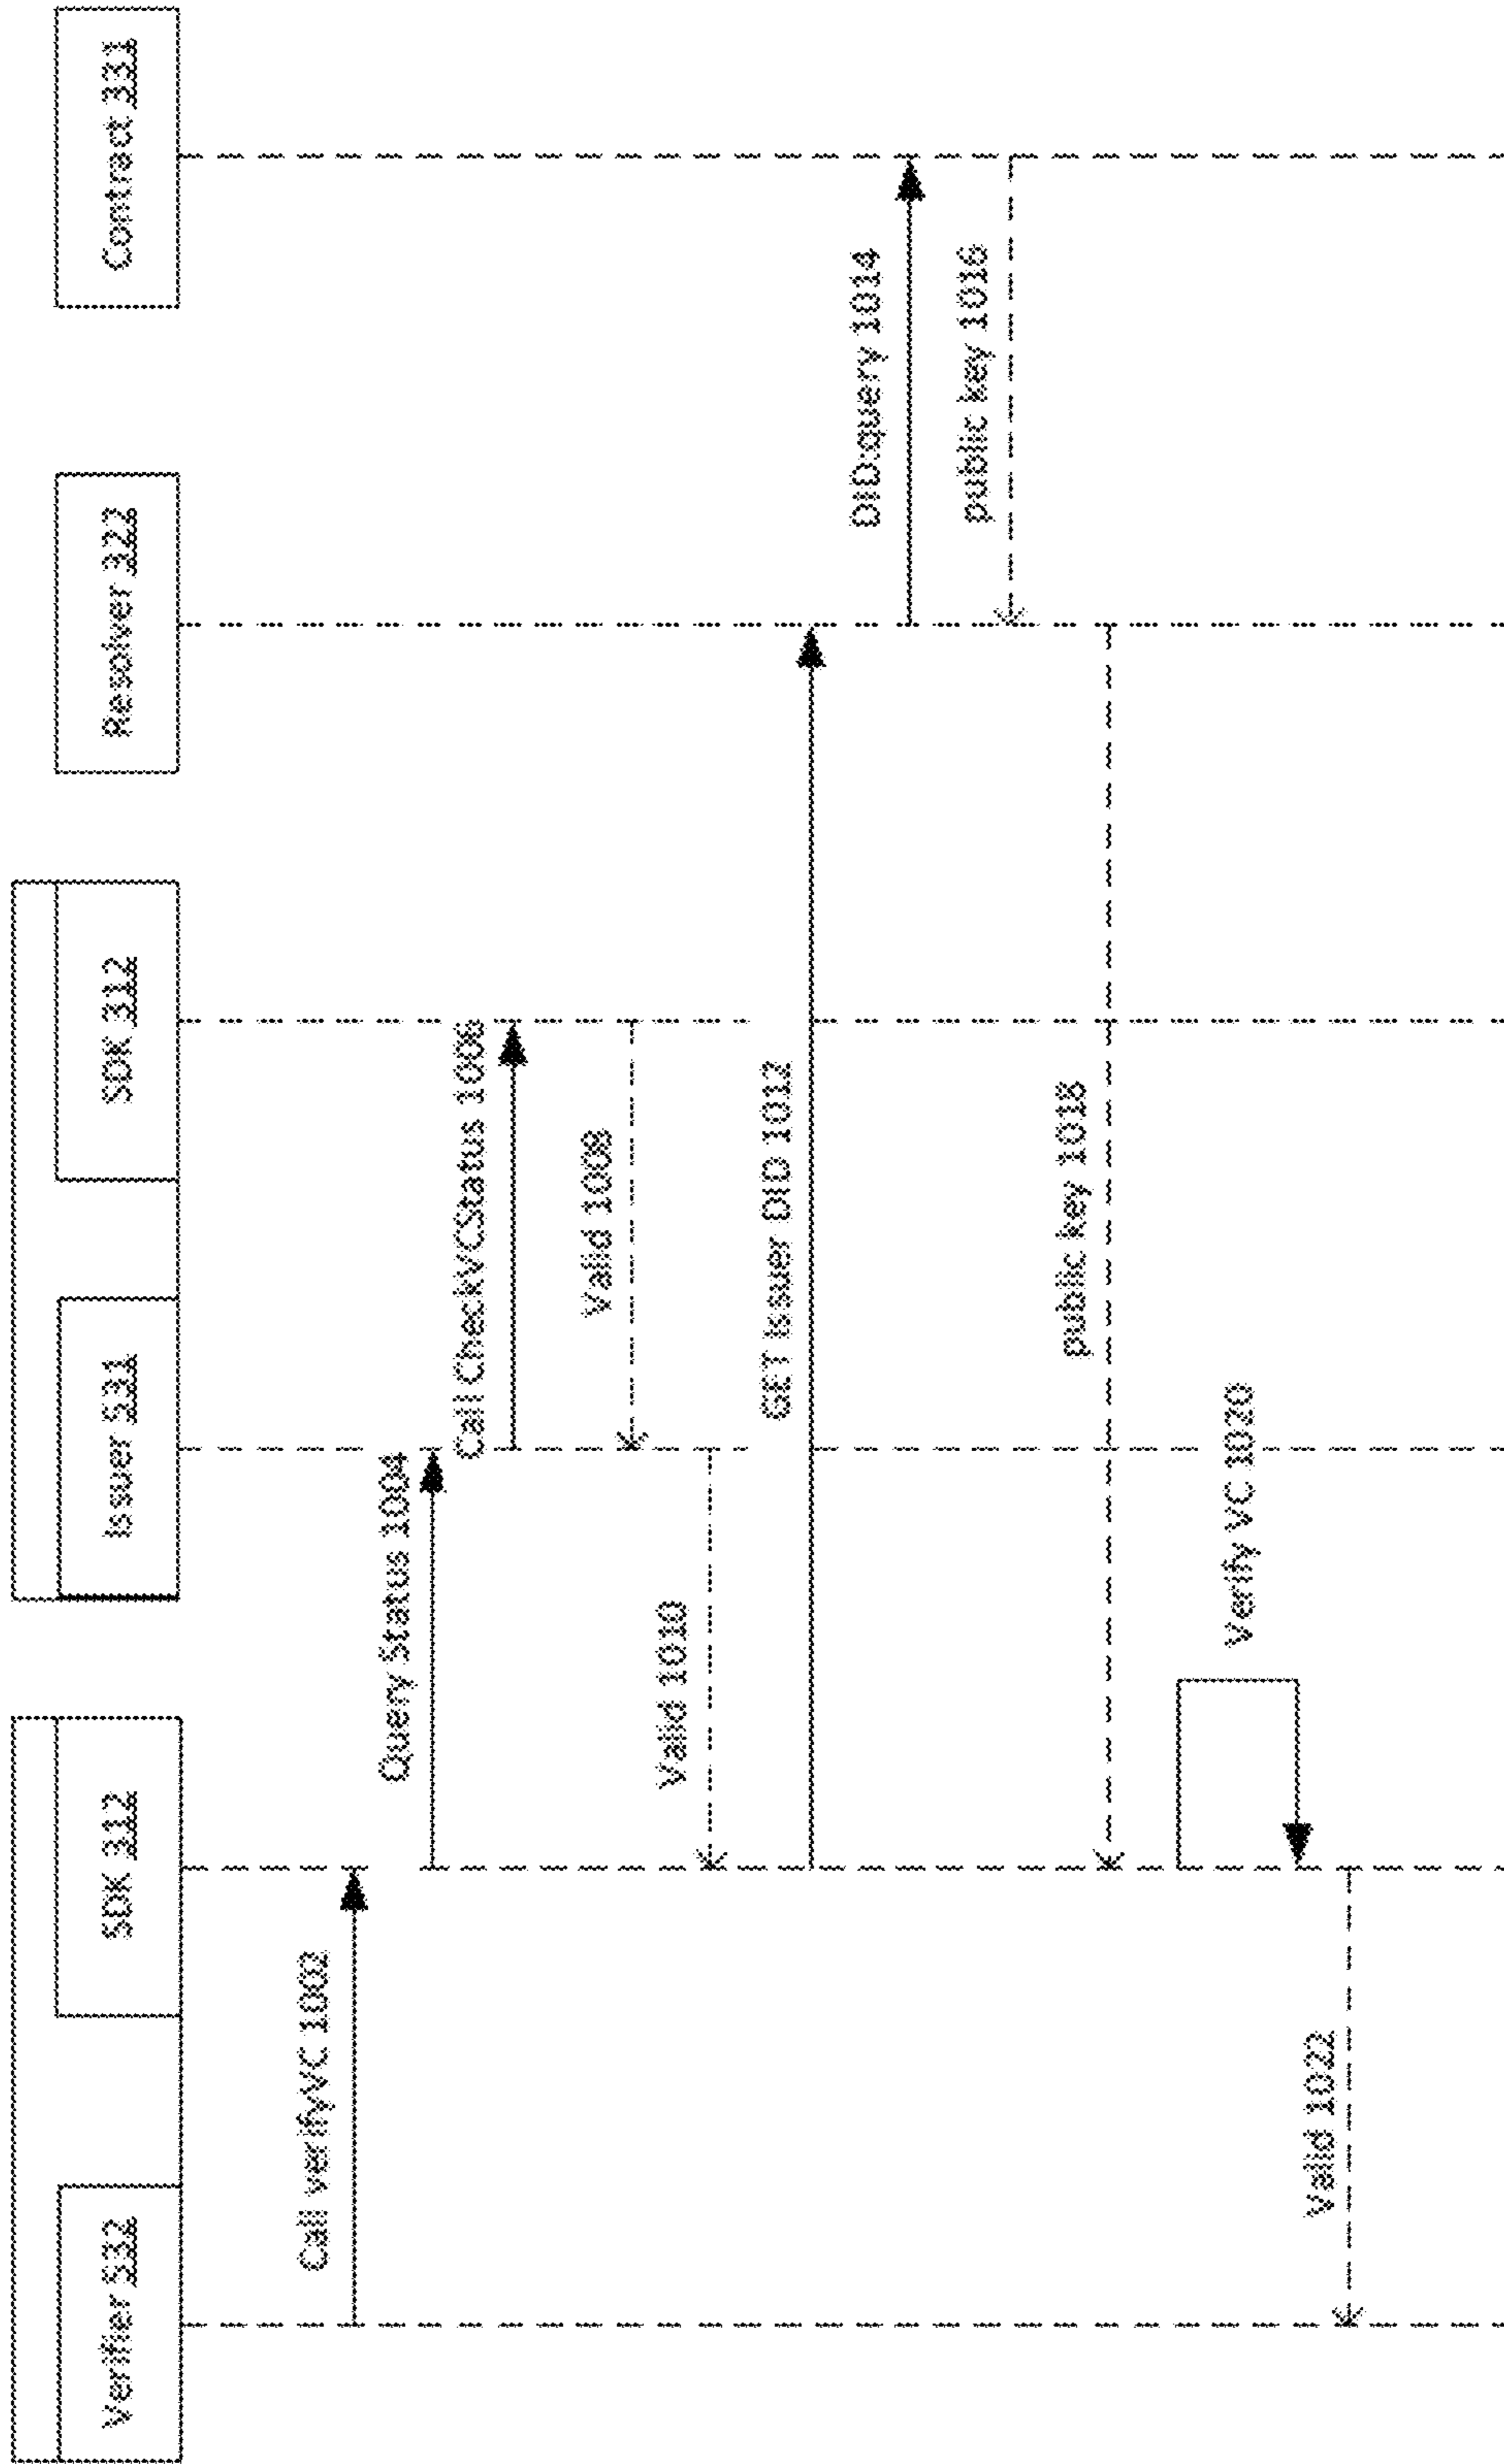 Verifier 532
SDK 312
Issuer 531
SDK 312
Resolver 322
Contract 331
Call verifyVC 1002
Query Status 1004
Call CheckVCStatus 1006
Valid 1008
Valid 1010
GET Issuer DID 1012
DID:query 1014
public key 1016
public key 1018
Verify VC 1020
Valid 1022